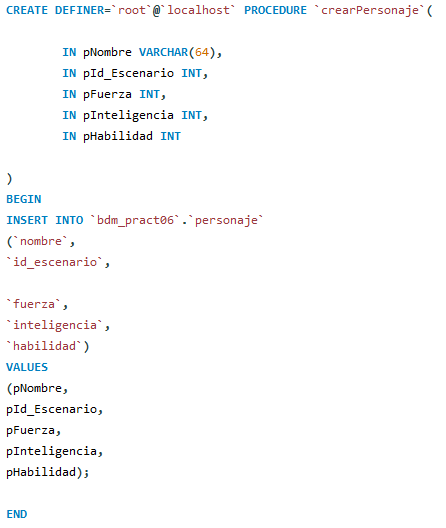 CREATE DEFINER=`root`@`localhost` PROCEDURE `crearPersonaje`(
IN pNombre VARCHAR(64),
IN pId_Escenario INT,
IN pFuerza INT,
IN pInteligencia INT,
IN pHabilidad INT
)
BEGIN
INSERT INTO `bdm_pract06`.`personaje`
(`nombre`,
`id_escenario`,
`fuerza`,
`inteligencia`,
`habilidad`)
VALUES
(pNombre,
pId_Escenario,
pFuerza,
pInteligencia,
pHabilidad);
END